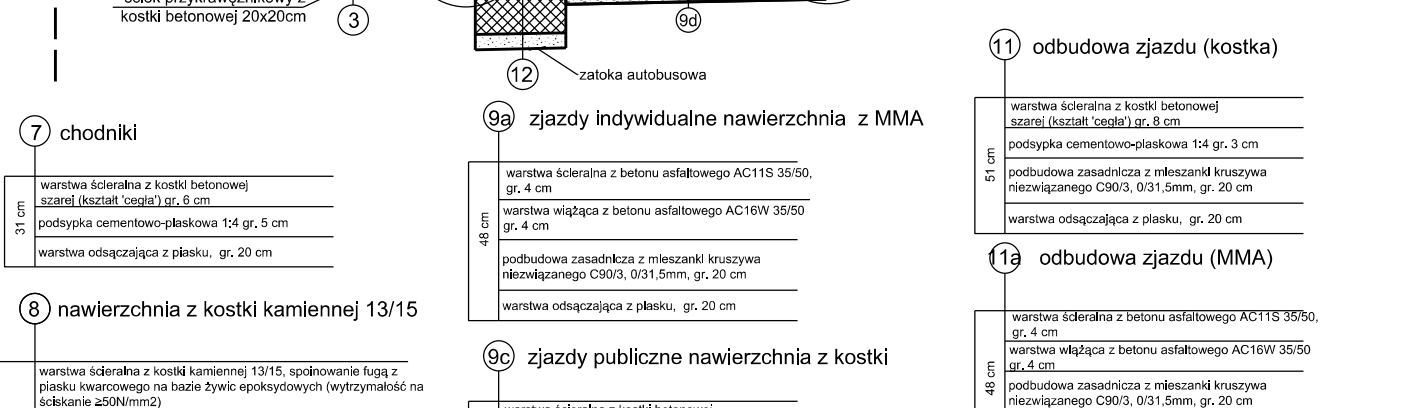 ściek przykrawężnikowy z
kostki betonowej 20x20cm
3
9d
12
zatoka autobusowa
7 chodniki
31 cm
warstwa ścieralna z kostki betonowej
szarej (kształt 'cegła') gr. 6 cm
podsypka cementowo-piaskowa 1:4 gr. 5 cm
warstwa odsączająca z piasku, gr. 20 cm
8 nawierzchnia z kostki kamiennej 13/15
warstwa ścieralna z kostki kamiennej 13/15, spoinowanie fugą z
piasku kwarcowego na bazie żywic epoksydowych (wytrzymałość na
ściskanie ≥50N/mm2)
9a zjazdy indywidualne nawierzchnia z MMA
48 cm
warstwa ścieralna z betonu asfaltowego AC11S 35/50,
gr. 4 cm
warstwa wiążąca z betonu asfaltowego AC16W 35/50
gr. 4 cm
podbudowa zasadnicza z mieszanki kruszywa
niezwiązanego C90/3, 0/31,5mm, gr. 20 cm
warstwa odsączająca z piasku, gr. 20 cm
9c zjazdy publiczne nawierzchnia z kostki
warstwa ścieralna z kostki betonowej
11 odbudowa zjazdu (kostka)
51 cm
warstwa ścieralna z kostki betonowej
szarej (kształt 'cegła') gr. 8 cm
podsypka cementowo-piaskowa 1:4 gr. 3 cm
podbudowa zasadnicza z mieszanki kruszywa
niezwiązanego C90/3, 0/31,5mm, gr. 20 cm
warstwa odsączająca z piasku, gr. 20 cm
11a odbudowa zjazdu (MMA)
48 cm
warstwa ścieralna z betonu asfaltowego AC11S 35/50,
gr. 4 cm
warstwa wiążąca z betonu asfaltowego AC16W 35/50
gr. 4 cm
podbudowa zasadnicza z mieszanki kruszywa
niezwiązanego C90/3, 0/31,5mm, gr. 20 cm